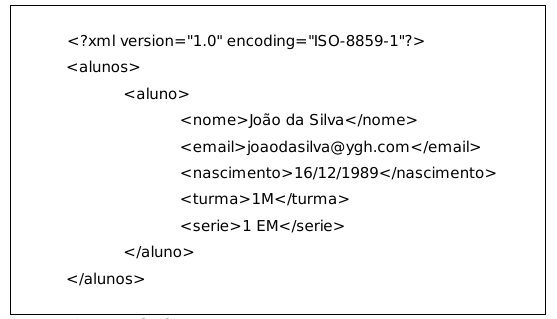 <?xml version="1.0" encoding="ISO-8859-1"?>
<alunos>
<aluno>
<nome>João da Silva</nome>
<email>joaodasilva@ygh.com</email>
<nascimento>16/12/1989</nascimento>
<turma>1M</turma>
<serie>1 EM</serie>
</aluno>
</alunos>